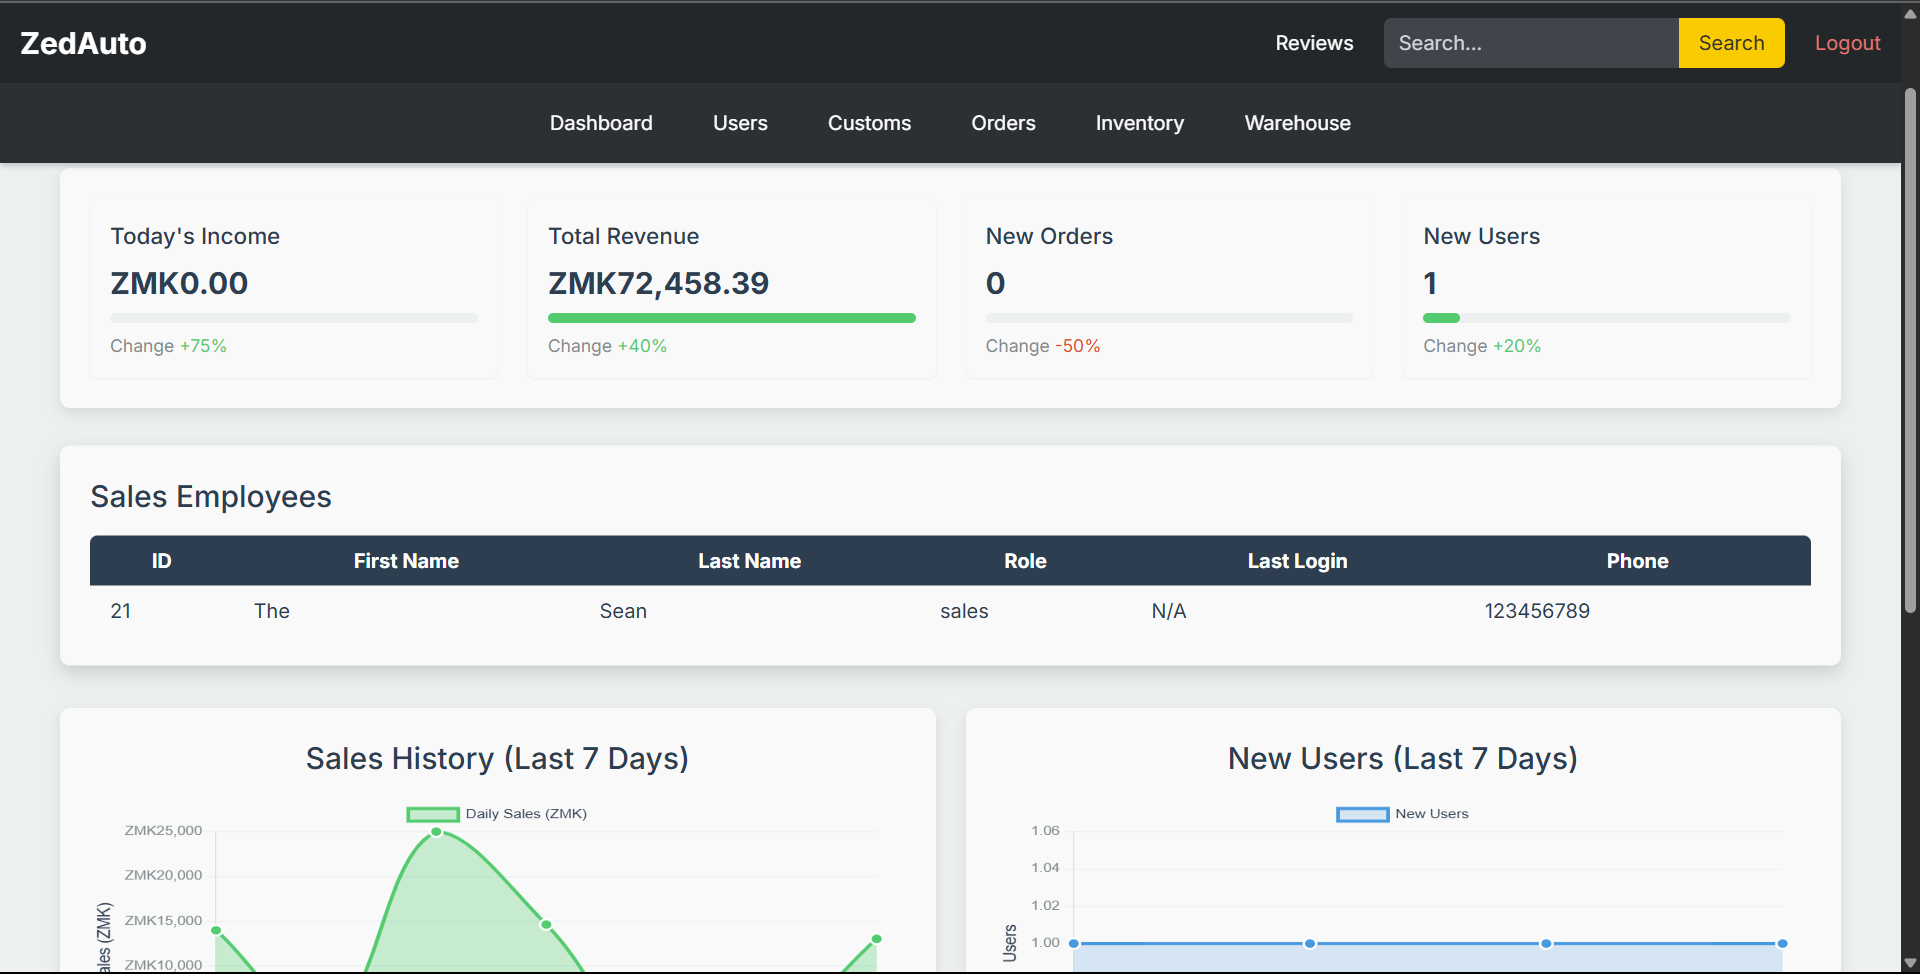 ZedAuto Reviews Search... Search Logout
Dashboard Users Customs Orders Inventory Warehouse
Today's Income
ZMK0.00
Change +75%
Total Revenue
ZMK72,458.39
Change +40%
New Orders
0
Change -50%
New Users
1
Change +20%
Sales Employees
ID First Name Last Name Role Last Login Phone
21 The Sean sales N/A 123456789
Sales History (Last 7 Days)
Daily Sales (ZMK)
ZMK25,000
ZMK20,000
ZMK15,000
ZMK10,000
ales (ZMK)
New Users (Last 7 Days)
New Users
1.06
1.04
1.02
1.00
Users